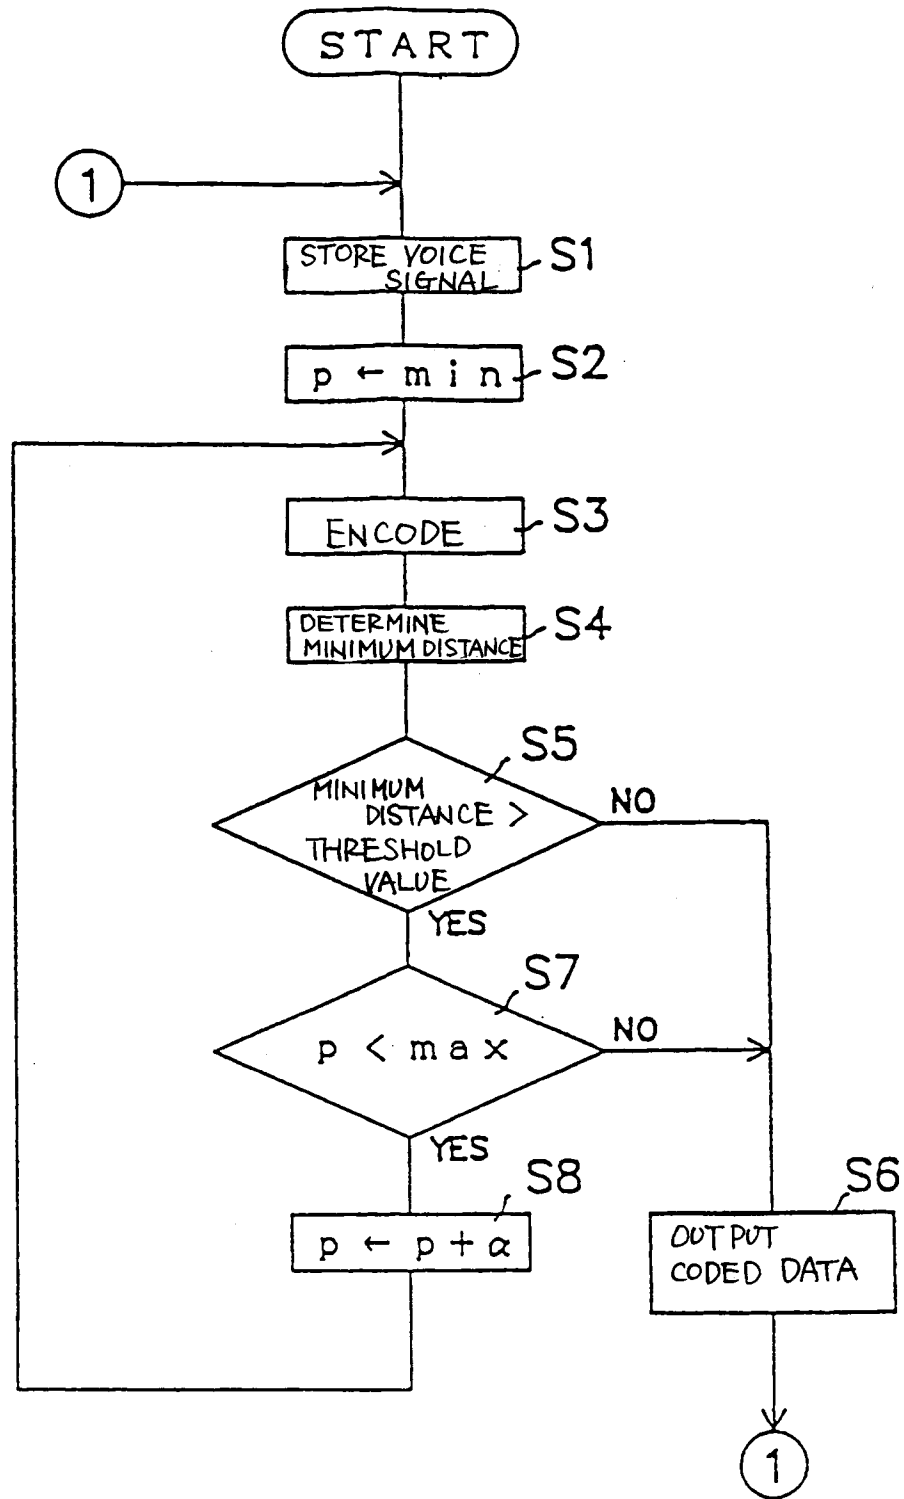 START
1
STORE VOICE
SIGNAL
S1
p ← min
S2
ENCODE
S3
DETERMINE
MINIMUM DISTANCE
S4
S5
MINIMUM
DISTANCE >
THRESHOLD
VALUE
NO
YES
S7
p < max
NO
YES
S8
p ← p + α
S6
OUTPUT
CODED DATA
1